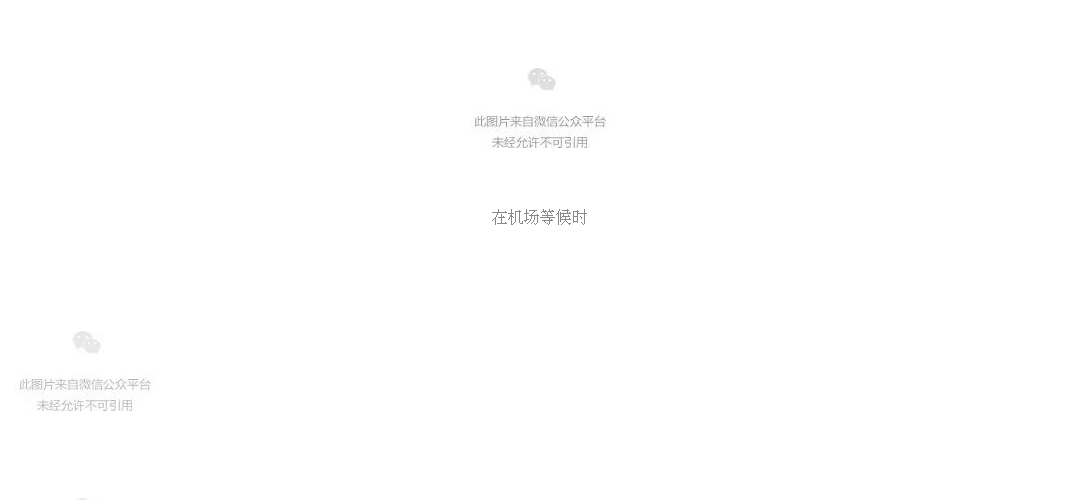 此图片来自微信公众平台
未经允许不可引用
在机场等候时
此图片来自微信公众平台
未经允许不可引用